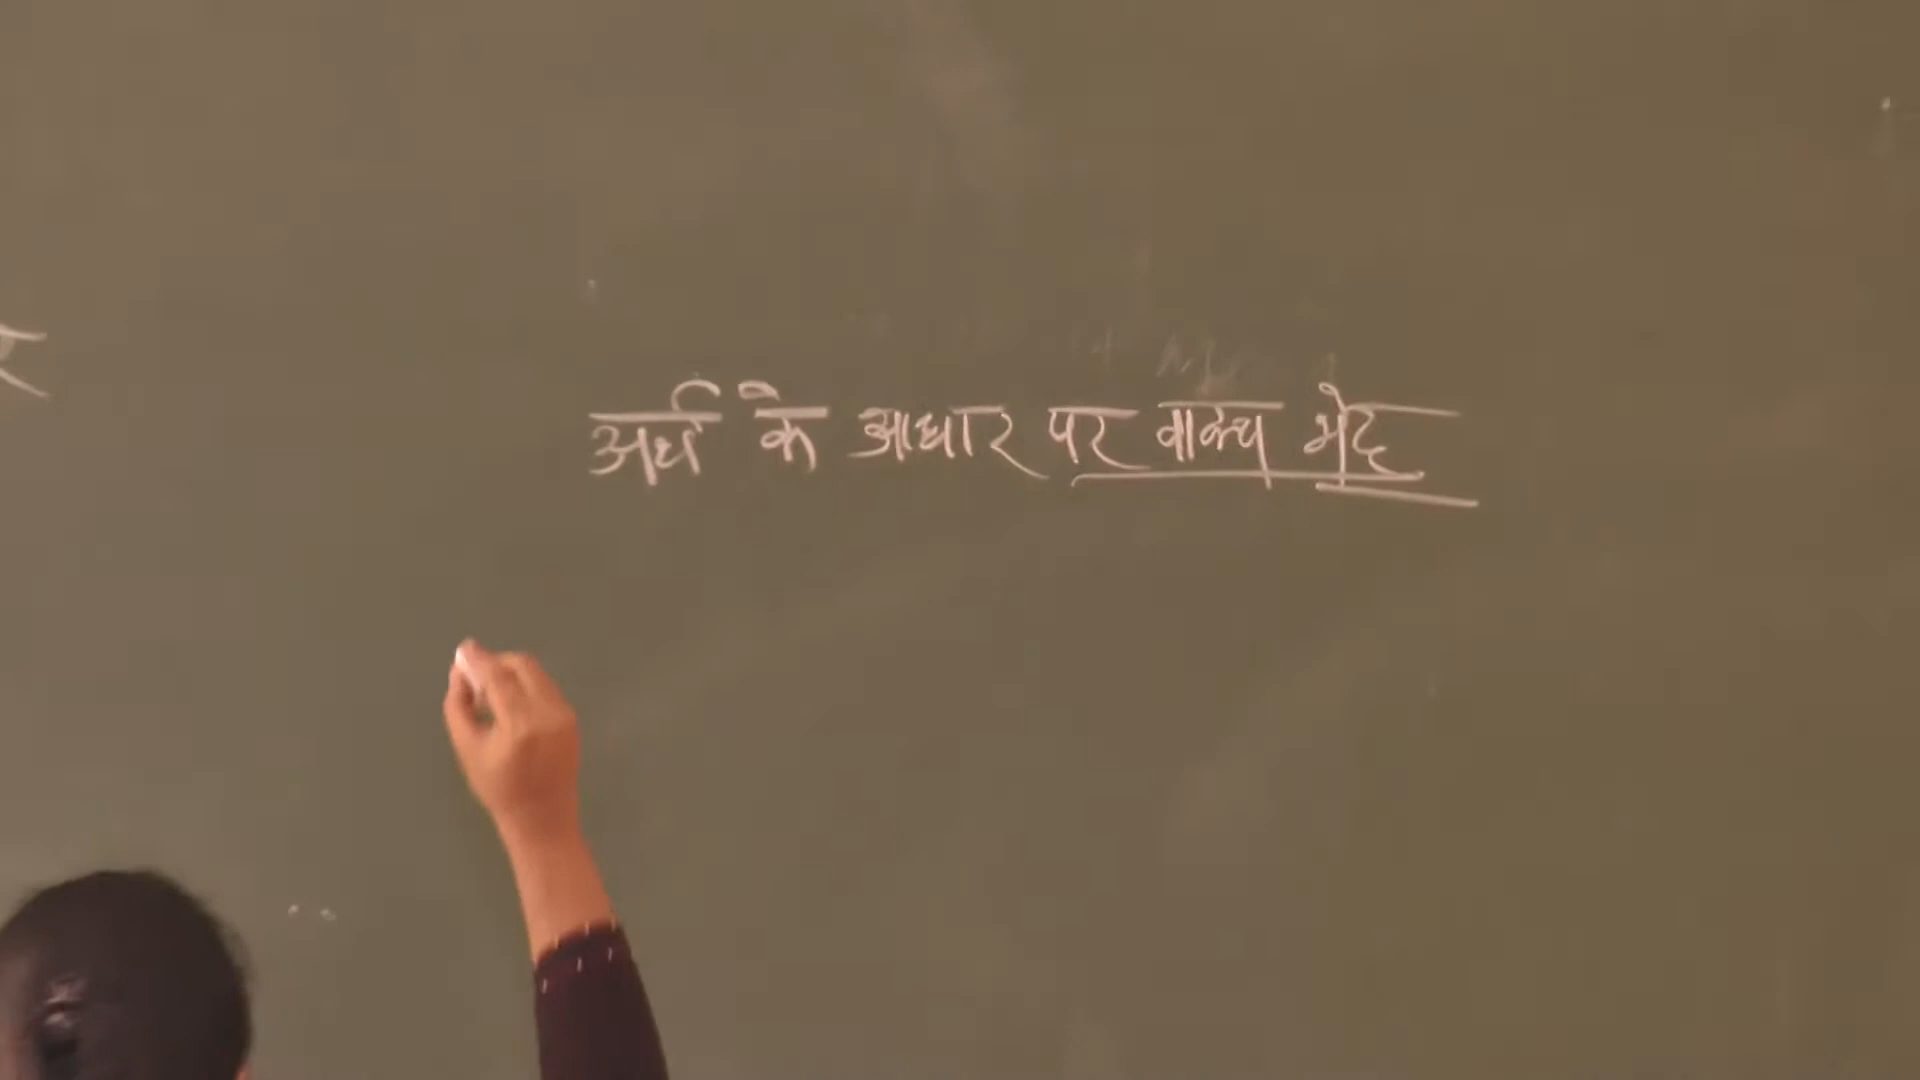 अर्थ के आधार पर वाक्य भेद